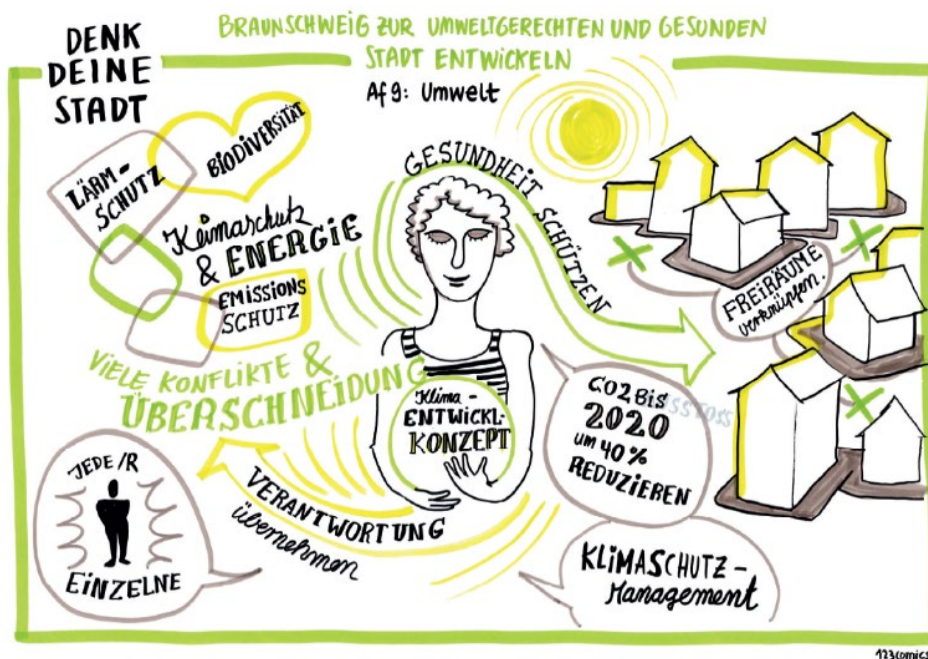 DENK
DEINE
STADT
BRAUNSCHWEIG ZUR UMWELTGERECHTEN UND GESUNDEN
STADT ENTWICKELN
Af9: Umwelt
LÄRM-
SCHUTZ
BIODIVERSITÄT
Klimaschutz
& ENERGIE
EMISSIONS
SCHUTZ
VIELE KONFLIKTE &
ÜBERSCHNEIDUNG
GESUNDHEIT SCHÜTZEN
FREIRÄUME
verknüpfen.
Klima-
ENTWICKL-
KONZEPT
CO2 BIS
2020
um 40%
REDUZIEREN
JEDE/R
EINZELNE
VERANTWORTUNG
übernehmen
KLIMASCHUTZ-
Management
123comics